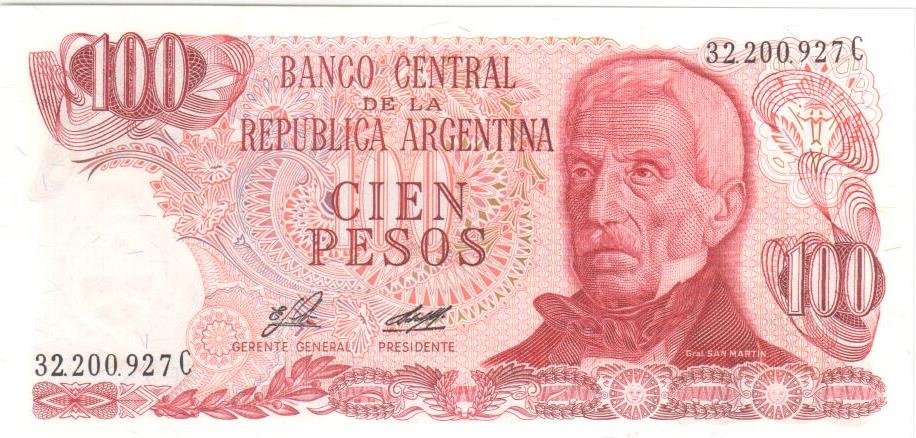 100
32.200.927 C
BANCO CENTRAL
DE LA
REPUBLICA ARGENTINA
100
CIEN
PESOS
100
GERENTE GENERAL PRESIDENTE
Gral. SAN MARTIN
32.200.927 C